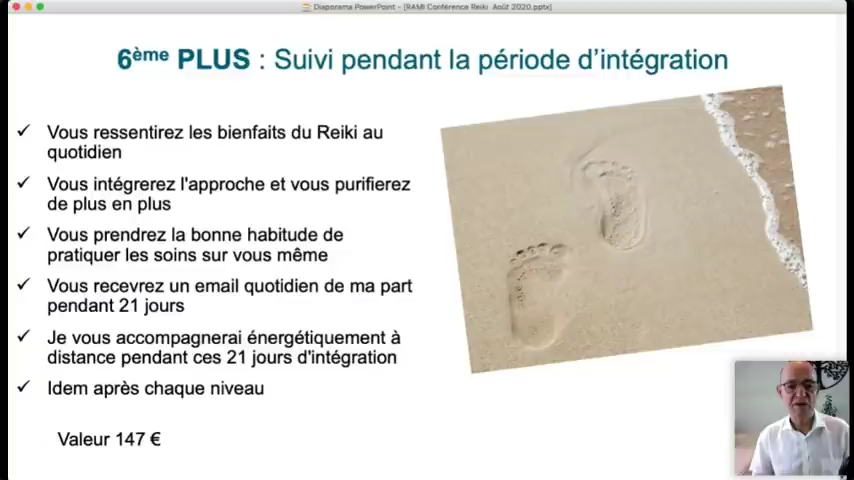 Diaporama PowerPoint - [RAMI Conférence Reiki Août 2020.pptx]
6ème PLUS : Suivi pendant la période d'intégration
✓ Vous ressentirez les bienfaits du Reiki au
quotidien
✓ Vous intégrerez l'approche et vous purifierez
de plus en plus
✓ Vous prendrez la bonne habitude de
pratiquer les soins sur vous même
✓ Vous recevrez un email quotidien de ma part
pendant 21 jours
✓ Je vous accompagnerai énergétiquement à
distance pendant ces 21 jours d'intégration
✓ Idem après chaque niveau
Valeur 147 €